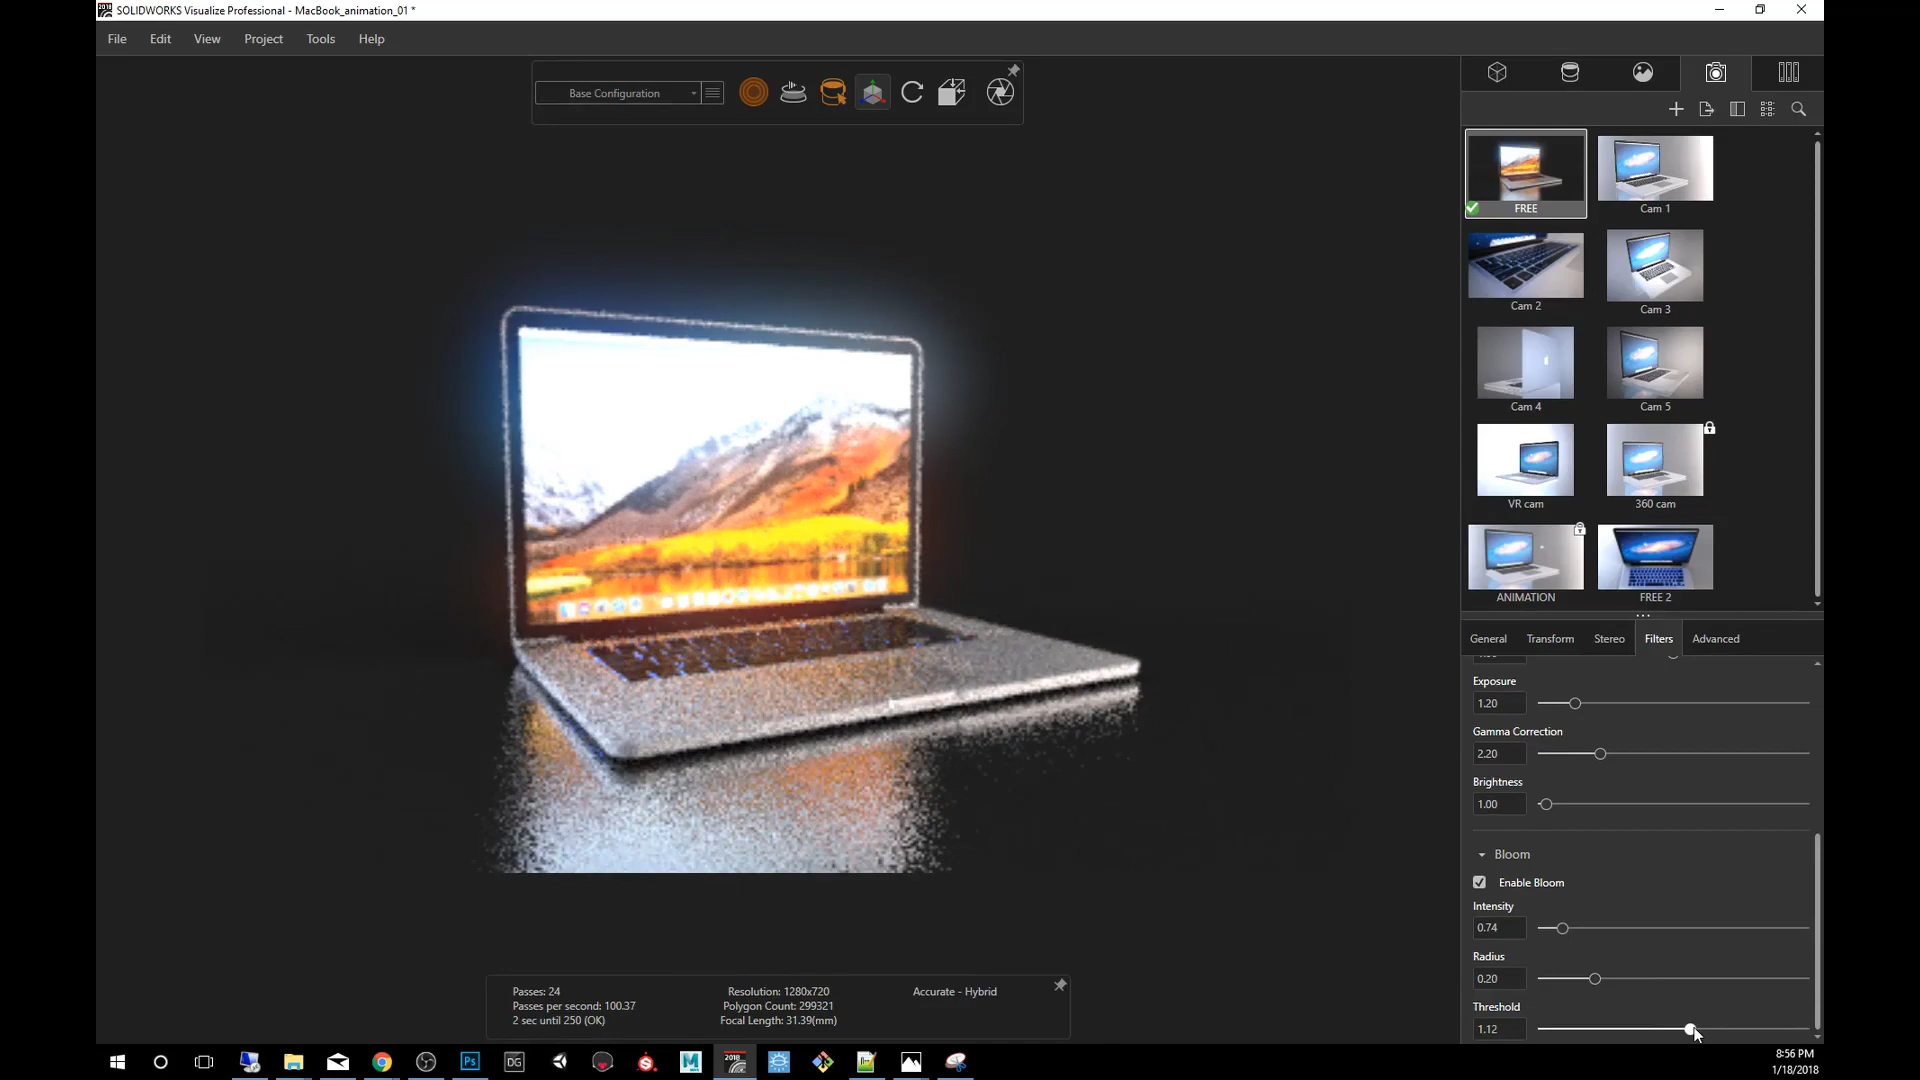 SOLIDWORKS Visualize Professional - MacBook_animation_01 *
File Edit View Project Tools Help
Base Configuration
FREE
Cam 1
Cam 2
Cam 3
Cam 4
Cam 5
VR cam
360 cam
ANIMATION
FREE 2
General Transform Stereo Filters Advanced
Exposure
1.20
Gamma Correction
2.20
Brightness
1.00
Bloom
Enable Bloom
Intensity
0.74
Radius
0.20
Threshold
1.12
Passes: 24
Passes per second: 100.37
2 sec until 250 (OK)
Resolution: 1280x720
Polygon Count: 299321
Focal Length: 31.39(mm)
Accurate - Hybrid
Ps
DG
M
2018
8:56 PM
1/18/2018